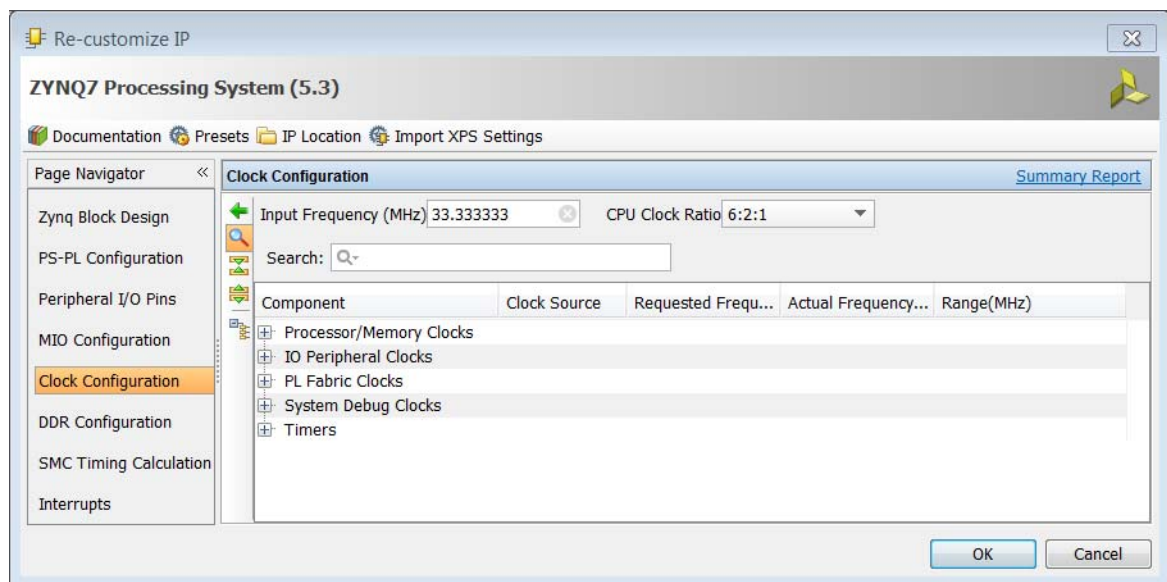 Re-customize IP
ZYNQ7 Processing System (5.3)
Documentation Presets IP Location Import XPS Settings
Page Navigator «
Zynq Block Design
PS-PL Configuration
Peripheral I/O Pins
MIO Configuration
Clock Configuration
DDR Configuration
SMC Timing Calculation
Interrupts
Clock Configuration Summary Report
Input Frequency (MHz) 33.333333 CPU Clock Ratio 6:2:1
Search:
Component Clock Source Requested Frequ... Actual Frequency... Range(MHz)
Processor/Memory Clocks
IO Peripheral Clocks
PL Fabric Clocks
System Debug Clocks
Timers
OK Cancel